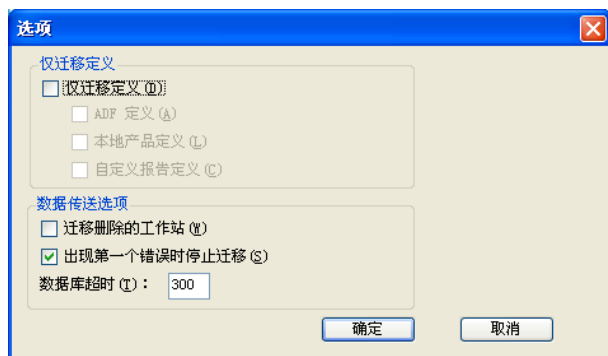 选项
仅迁移定义
仅迁移定义(D)
ADF 定义(A)
本地产品定义(L)
自定义报告定义(C)
数据传送选项
迁移删除的工作站(W)
出现第一个错误时停止迁移(S)
数据库超时(T)： 300
确定 取消